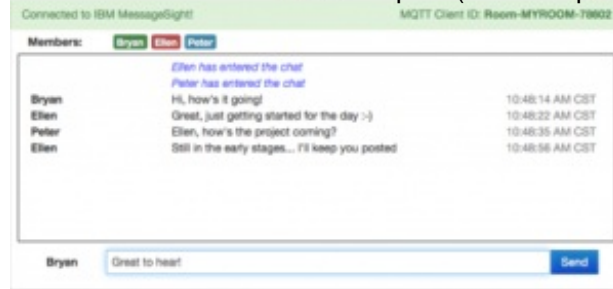 Connected to IBM MessageSight! MQTT Client ID: Room-MYROOM-78602
Members: Bryan Ellen Peter
Ellen has entered the chat
Peter has entered the chat
Bryan Hi, how's it going! 10:48:14 AM CST
Ellen Great, just getting started for the day :-) 10:48:22 AM CST
Peter Ellen, how's the project coming? 10:48:35 AM CST
Ellen Still in the early stages... I'll keep you posted 10:48:56 AM CST
Bryan Great to hear! Send